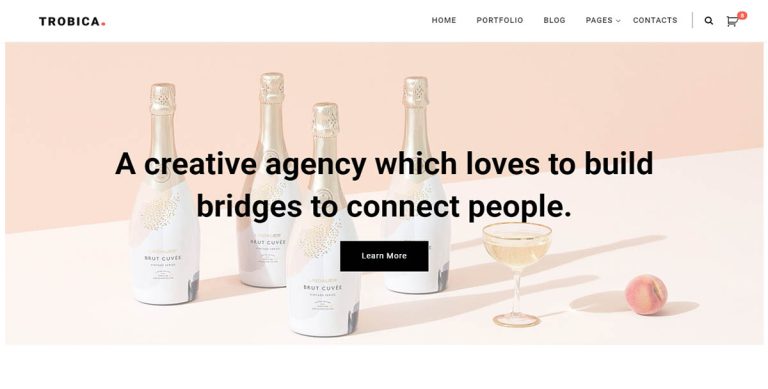 TROBICA.
HOME PORTFOLIO BLOG PAGES CONTACTS
A creative agency which loves to build
bridges to connect people.
Learn More
BRUT CUVÉE
BRUT CUVÉE
BRUT CUVÉE